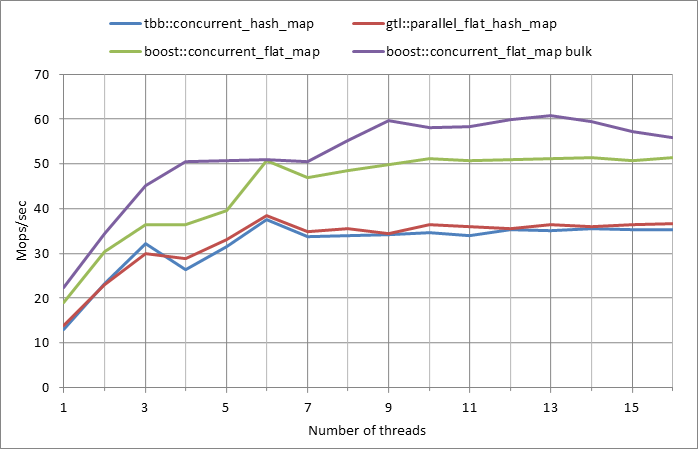 tbb::concurrent_hash_map gtl::parallel_flat_hash_map
boost::concurrent_flat_map boost::concurrent_flat_map bulk
70
60
50
40
30
20
10
0
Mops/sec
1 3 5 7 9 11 13 15
Number of threads